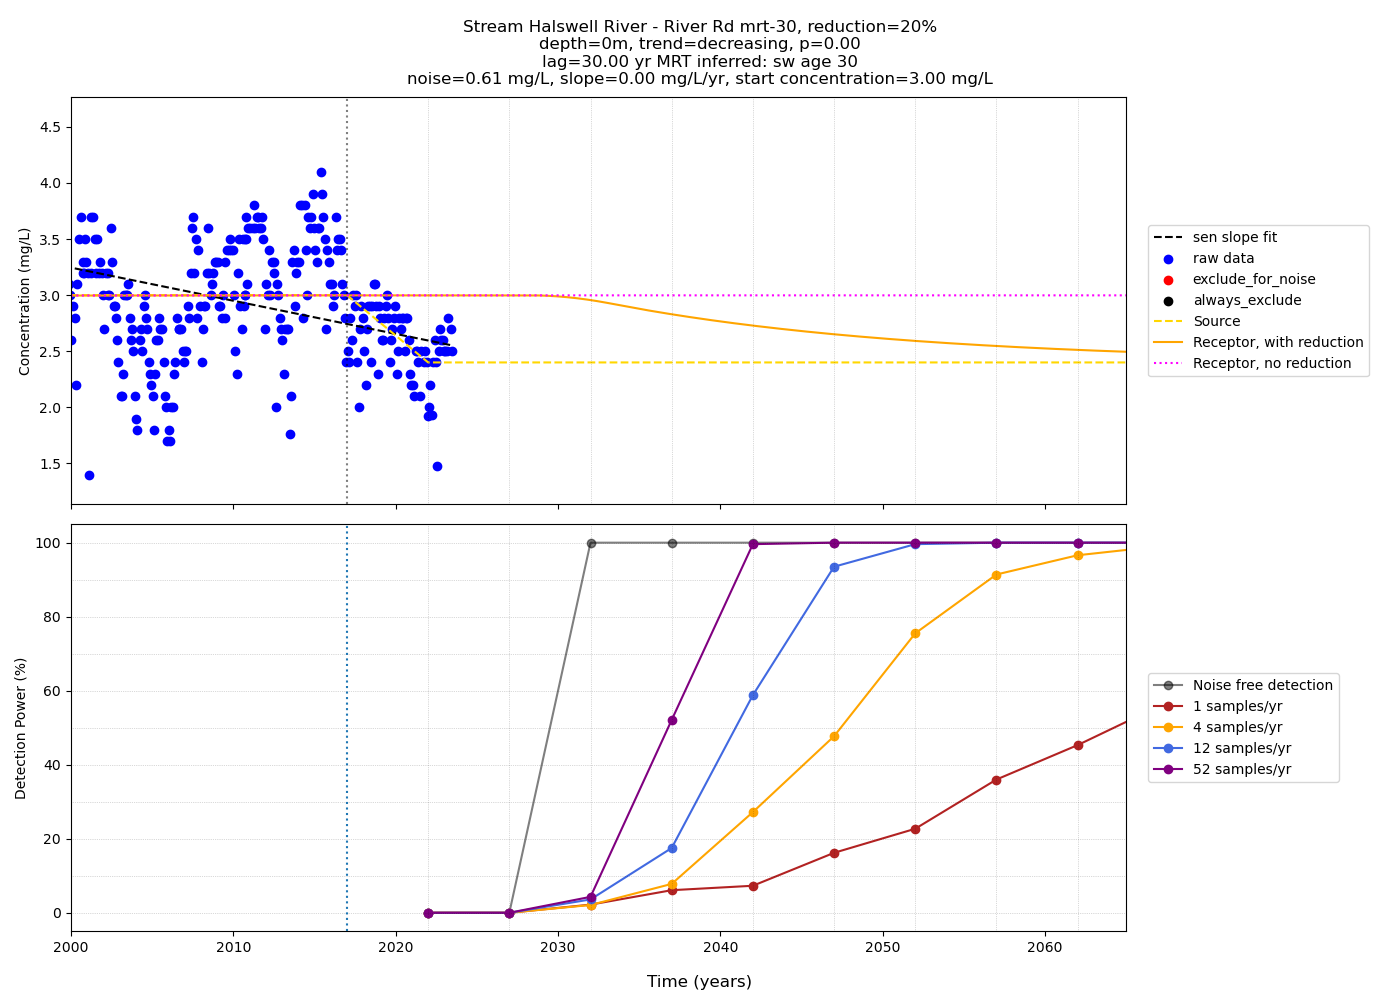 Stream Halswell River - River Rd mrt-30, reduction=20%
depth=0m, trend=decreasing, p=0.00
lag=30.00 yr MRT inferred: sw age 30
noise=0.61 mg/L, slope=0.00 mg/L/yr, start concentration=3.00 mg/L
Concentration (mg/L)
4.5
4.0
3.5
3.0
2.5
2.0
1.5
sen slope fit
raw data
exclude_for_noise
always_exclude
Source
Receptor, with reduction
Receptor, no reduction
Detection Power (%)
100
80
60
40
20
0
Noise free detection
1 samples/yr
4 samples/yr
12 samples/yr
52 samples/yr
2000 2010 2020 2030 2040 2050 2060
Time (years)